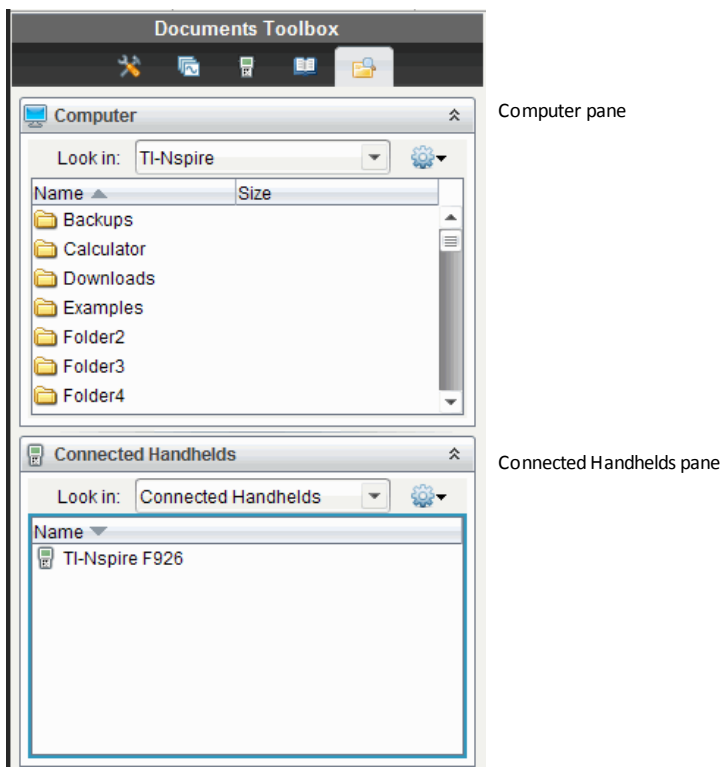 Documents Toolbox
Computer
Computer pane
Look in: TI-Nspire
Name Size
Backups
Calculator
Downloads
Examples
Folder2
Folder3
Folder4
Connected Handhelds
Connected Handhelds pane
Look in: Connected Handhelds
Name
TI-Nspire F926